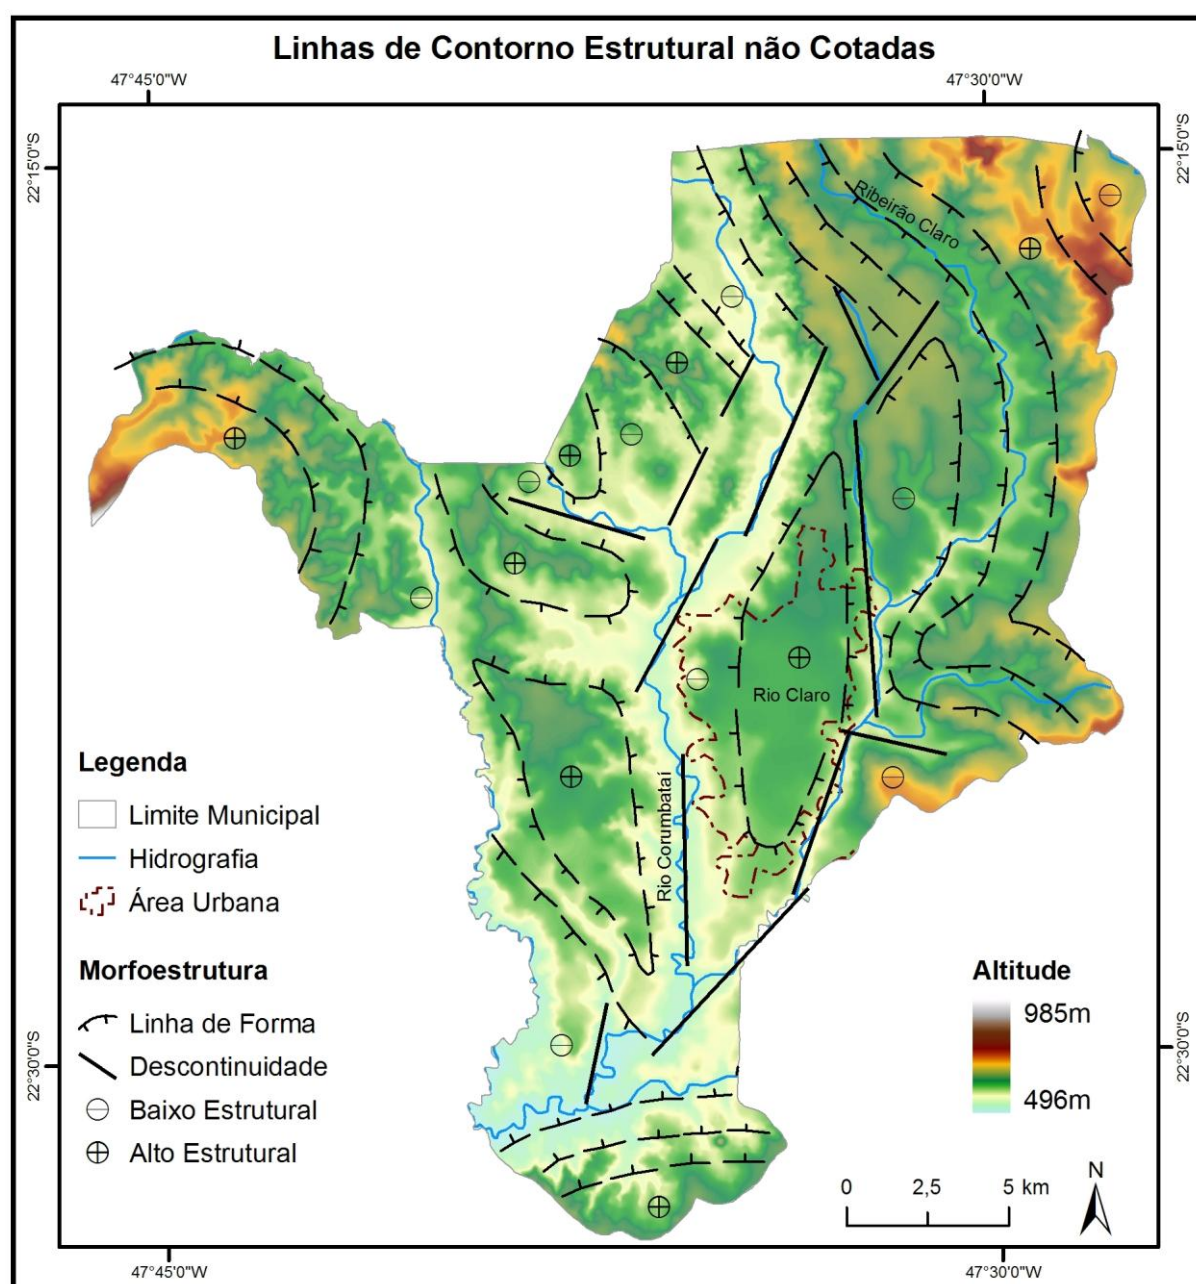 Linhas de Contorno Estrutural não Cotadas
47°45'0"W
47°30'0"W
22°15'0"S
22°15'0"S
Ribeirão Claro
Rio Claro
Rio Corumbataí
Legenda
Limite Municipal
Hidrografia
Área Urbana
Morfoestrutura
Linha de Forma
Descontinuidade
Baixo Estrutural
Alto Estrutural
Altitude
985m
496m
22°30'0"S
22°30'0"S
N
0 2,5 5 km
47°45'0"W
47°30'0"W